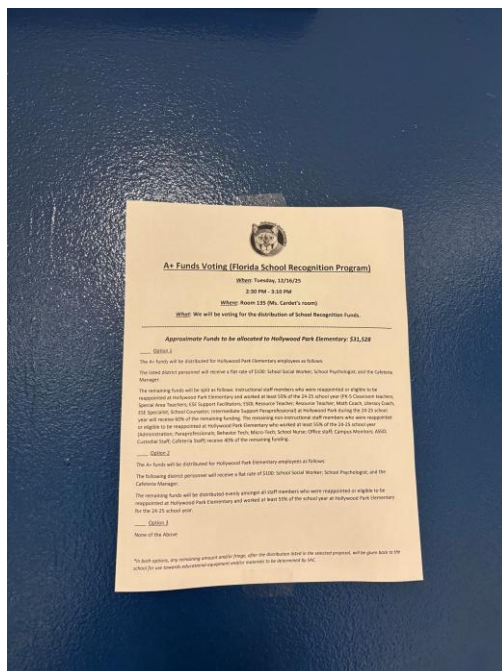 A+ Funds Voting (Florida School Recognition Program)
When: Tuesday, 12/16/25
2:30 PM - 3:10 PM
Where: Room 135 (Ms. Cardet's room)
What: We will be voting for the distribution of School Recognition Funds.
Approximate Funds to be allocated to Hollywood Park Elementary: $31,528
____ Option 1
The A+ funds will be distributed for Hollywood Park Elementary employees as follows:
The listed district personnel will receive a flat rate of $100: School Social Worker; School Psychologist; and the Cafeteria
Manager.
The remaining funds will be split as follows: Instructional staff members who were reappointed or eligible to be
reappointed at Hollywood Park Elementary and worked at least 55% of the 24-25 school year (PK-5 Classroom teachers,
Special Area Teachers; ESE Support Facilitators, Resource Teacher; Resource Teacher; Math Coach, Literacy Coach,
ESE Specialist; School Counselor; Intermediate Support Paraprofessional) at Hollywood Park during the 24-25 school
year will receive 60% of the remaining funding. The remaining non-instructional staff members who were reappointed
or eligible to be reappointed at Hollywood Park Elementary who worked at least 55% of the 24-25 school year
(Administration; Paraprofessionals; Behavior Tech; Micro-Tech; School Nurse; Office staff; Campus Monitors; ASSO,
Custodial Staff; Cafeteria Staff) receive 40% of the remaining funding.
____ Option 2
The A+ funds will be distributed for Hollywood Park Elementary employees as follows:
The following district personnel will receive a flat rate of $100: School Social Worker; School Psychologist; and the
Cafeteria Manager.
The remaining funds will be distributed evenly amongst all staff members who were reappointed or eligible to be
reappointed at Hollywood Park Elementary and worked at least 55% of the school year at Hollywood Park Elementary
for the 24-25 school year.
____ Option 3
None of the Above
*In both options, any remaining amount and/or fringe, after the distribution listed in the selected proposal, will be given back to the
school for use towards educational equipment and/or materials to be determined by SAC.